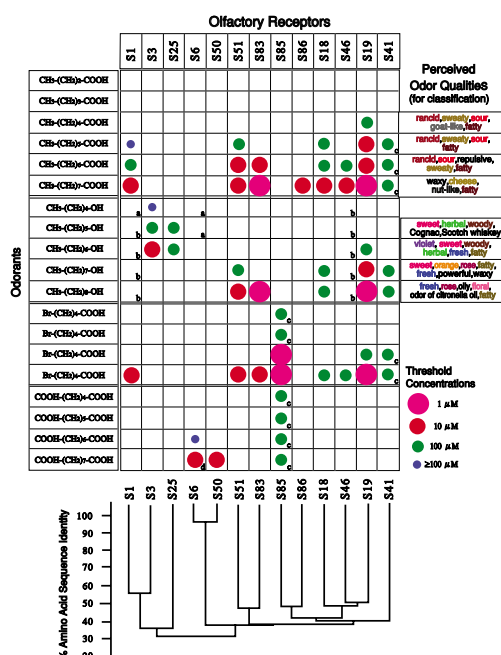 Olfactory Receptors
S1 S3 S25 S6 S50 S51 S83 S85 S86 S18 S46 S19 S41
Perceived
Odor Qualities
(for classification)
Odorants
CH₃-(CH₂)₂-COOH
CH₃-(CH₂)₃-COOH
CH₃-(CH₂)₄-COOH
rancid,sweaty,sour,
goat-like,fatty
CH₃-(CH₂)₅-COOH
c
rancid,sweaty,sour,
fatty
CH₃-(CH₂)₆-COOH
c
rancid,sour,repulsive,
sweaty,fatty
CH₃-(CH₂)₇-COOH
c
waxy,cheese,
nut-like,fatty
CH₃-(CH₂)₄-OH
a a b
CH₃-(CH₂)₅-OH
b a b
sweet,herbal,woody,
Cognac,Scotch whiskey
CH₃-(CH₂)₆-OH
b b
violet, sweet,woody,
herbal,fresh,fatty
CH₃-(CH₂)₇-OH
b b
sweet,orange,rose,fatty,
fresh,powerful,waxy
CH₃-(CH₂)₈-OH
b b
fresh,rose,oily,floral,
odor of citronella oil,fatty
Br-(CH₂)₄-COOH
c
Br-(CH₂)₄-COOH
c
Br-(CH₂)₄-COOH
c
Br-(CH₂)₄-COOH
c
COOH-(CH₂)₄-COOH
c
COOH-(CH₂)₅-COOH
c
COOH-(CH₂)₆-COOH
c
COOH-(CH₂)₇-COOH
d c
Threshold
Concentrations
1 μM
10 μM
100 μM
≥100 μM
S1 S3 S25 S6 S50 S51 S83 S85 S86 S18 S46 S19 S41
% Amino Acid Sequence Identity
100
90
80
70
60
50
40
30
20